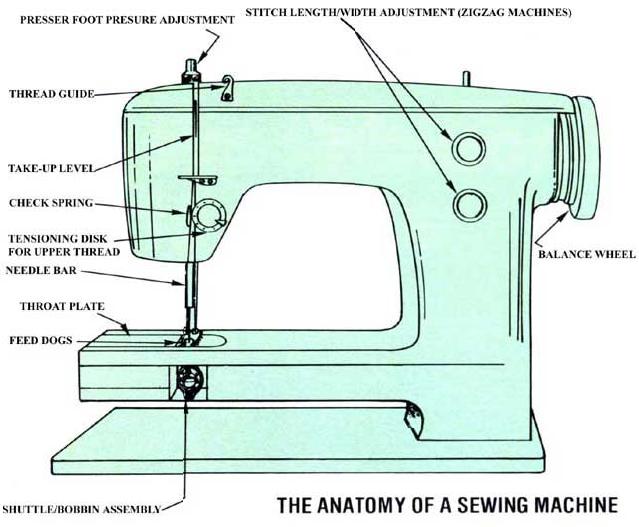 PRESSER FOOT PRESURE ADJUSTMENT
STITCH LENGTH/WIDTH ADJUSTMENT (ZIGZAG MACHINES)
THREAD GUIDE
TAKE-UP LEVEL
CHECK SPRING
TENSIONING DISK
FOR UPPER THREAD
BALANCE WHEEL
NEEDLE BAR
THROAT PLATE
FEED DOGS
SHUTTLE/BOBBIN ASSEMBLY
THE ANATOMY OF A SEWING MACHINE